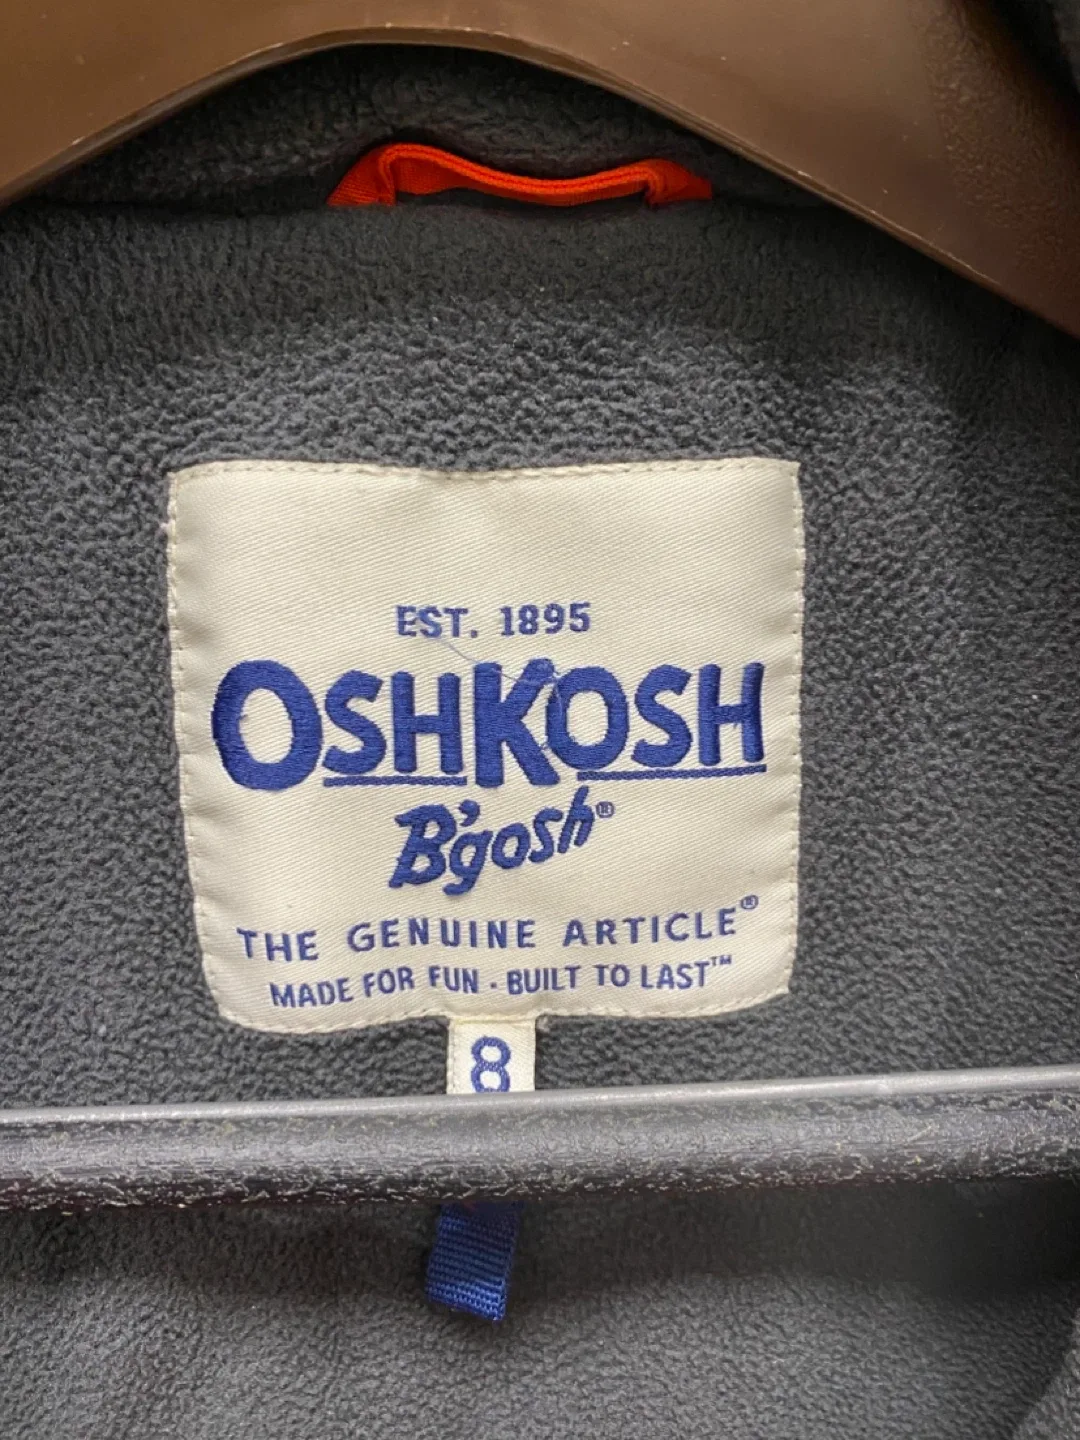 EST. 1895
OSHKOSH
B'gosh®
THE GENUINE ARTICLE®
MADE FOR FUN · BUILT TO LAST™
8